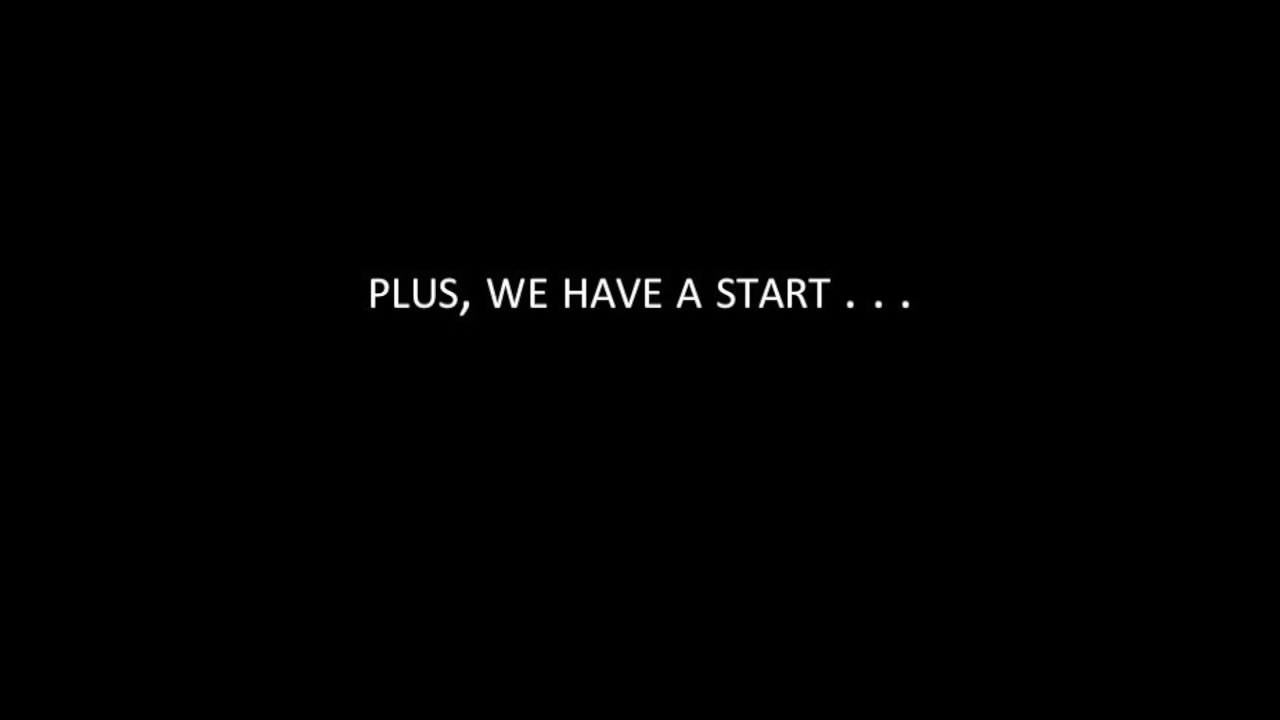 PLUS, WE HAVE A START . . .